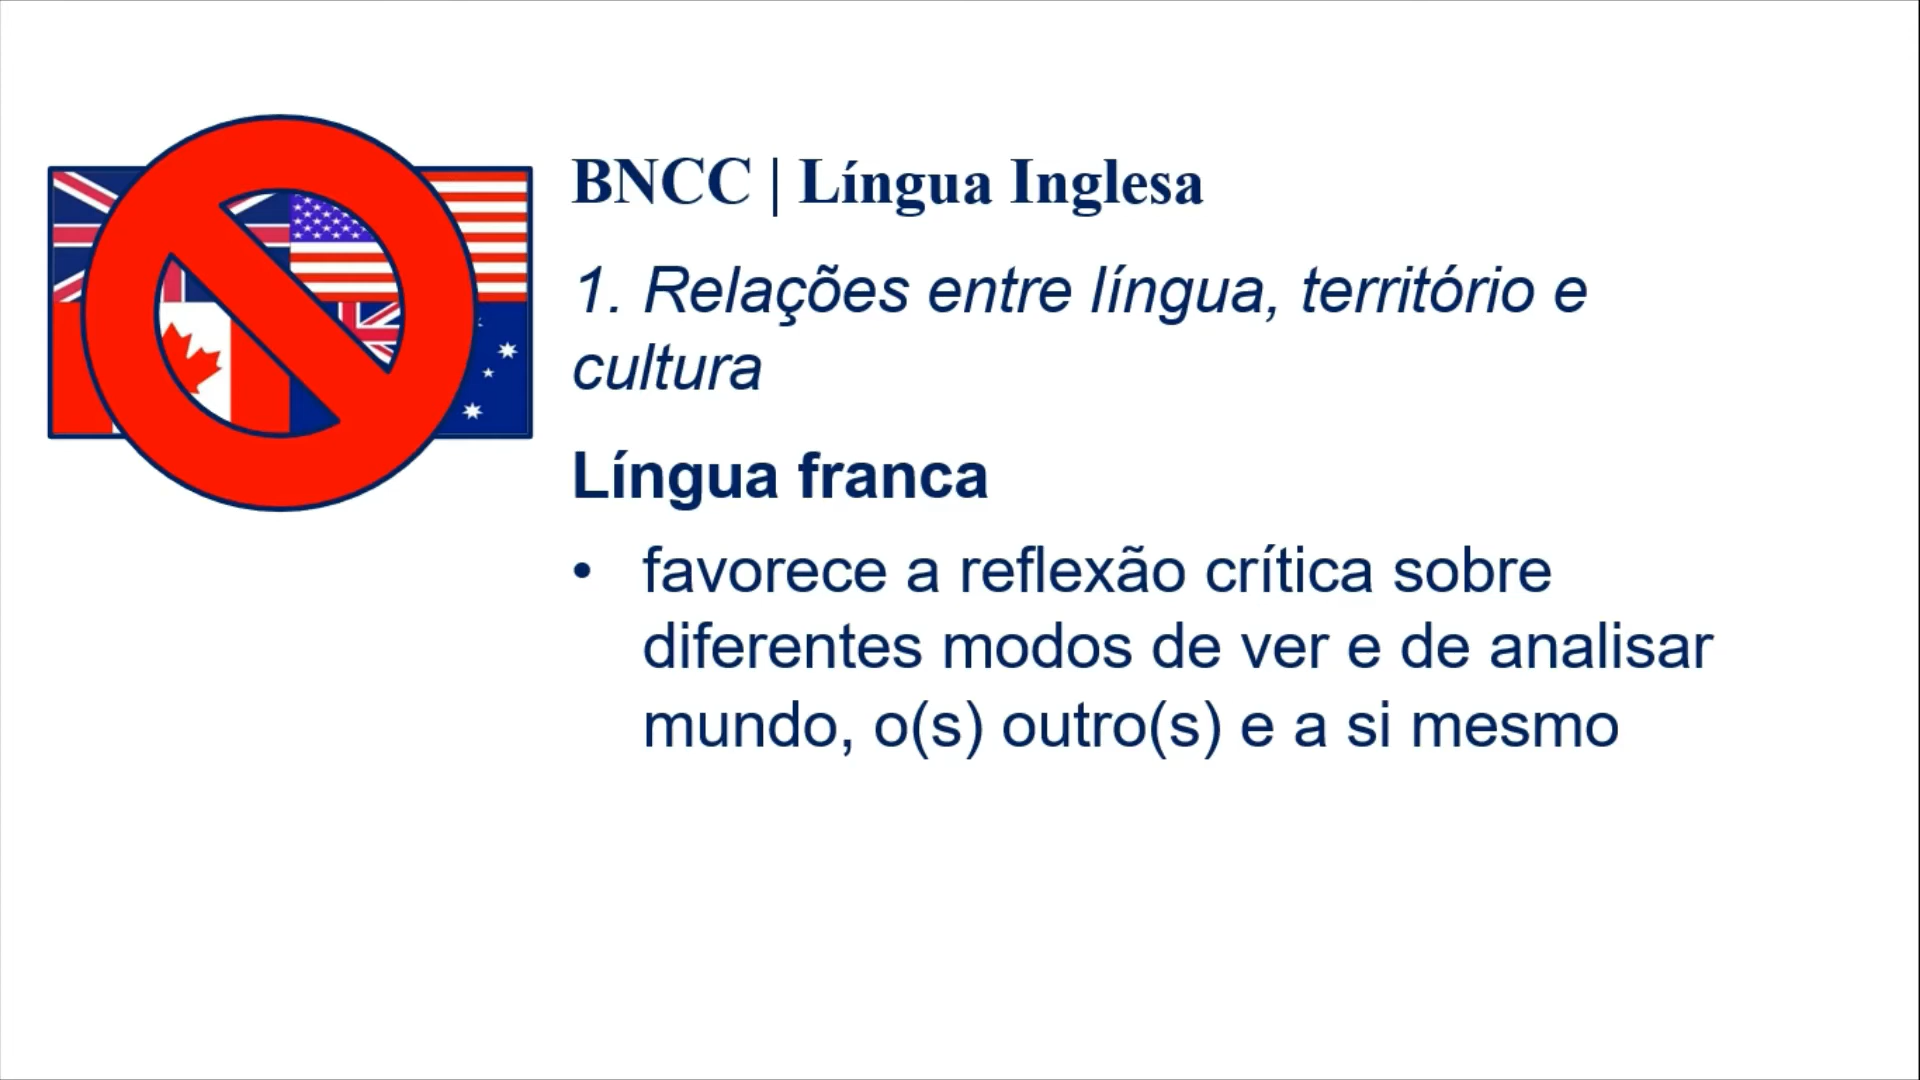 BNCC | Língua Inglesa
1. Relações entre língua, território e
cultura
Língua franca
• favorece a reflexão crítica sobre
diferentes modos de ver e de analisar
mundo, o(s) outro(s) e a si mesmo